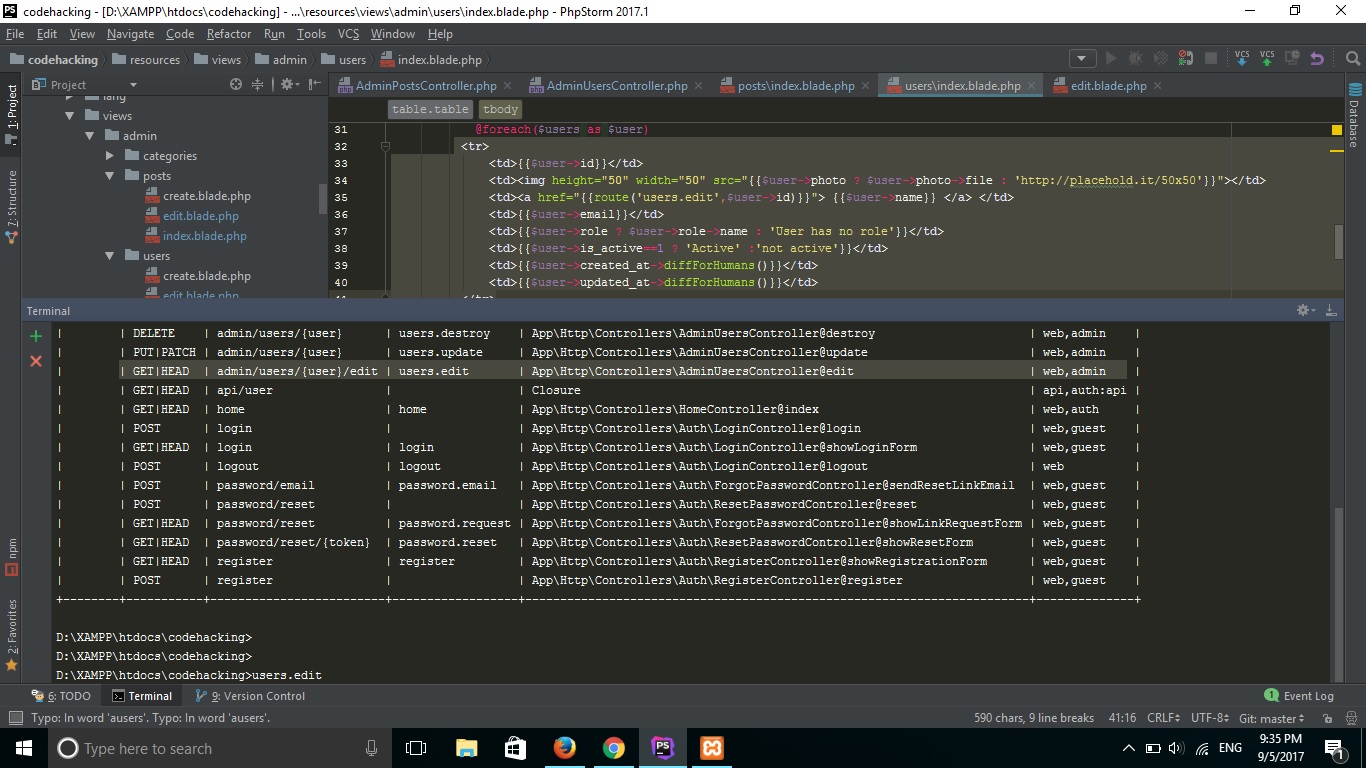 codehacking - [D:\XAMPP\htdocs\codehacking] - ...\resources\views\admin\users\index.blade.php - PhpStorm 2017.1
File Edit View Navigate Code Refactor Run Tools VCS Window Help
codehacking resources views admin users index.blade.php
VCS VCS
Project
AdminPostsController.php AdminUsersController.php posts\index.blade.php users\index.blade.php edit.blade.php
1: Project
7: Structure
npm
2: Favorites
Database
lang
views
admin
categories
posts
create.blade.php
edit.blade.php
index.blade.php
users
create.blade.php
edit.blade.php
table.table tbody
31 @foreach($users as $user)
32 <tr>
33 <td>{{$user->id}}</td>
34 <td><img height="50" width="50" src="{{$user->photo ? $user->photo->file : 'http://placehold.it/50x50'}}"></td>
35 <td><a href="{{route('users.edit',$user->id)}}"> {{$user->name}} </a> </td>
36 <td>{{$user->email}}</td>
37 <td>{{$user->role ? $user->role->name : 'User has no role'}}</td>
38 <td>{{$user->is_active==1 ? 'Active' :'not active'}}</td>
39 <td>{{$user->created_at->diffForHumans()}}</td>
40 <td>{{$user->updated_at->diffForHumans()}}</td>
41 </tr>
Terminal
| | DELETE | admin/users/{user} | users.destroy | App\Http\Controllers\AdminUsersController@destroy | web,admin |
| | PUT|PATCH | admin/users/{user} | users.update | App\Http\Controllers\AdminUsersController@update | web,admin |
| | GET|HEAD | admin/users/{user}/edit | users.edit | App\Http\Controllers\AdminUsersController@edit | web,admin |
| | GET|HEAD | api/user | | Closure | api,auth:api |
| | GET|HEAD | home | home | App\Http\Controllers\HomeController@index | web,auth |
| | POST | login | | App\Http\Controllers\Auth\LoginController@login | web,guest |
| | GET|HEAD | login | login | App\Http\Controllers\Auth\LoginController@showLoginForm | web,guest |
| | POST | logout | logout | App\Http\Controllers\Auth\LoginController@logout | web |
| | POST | password/email | password.email | App\Http\Controllers\Auth\ForgotPasswordController@sendResetLinkEmail | web,guest |
| | POST | password/reset | | App\Http\Controllers\Auth\ResetPasswordController@reset | web,guest |
| | GET|HEAD | password/reset | password.request | App\Http\Controllers\Auth\ForgotPasswordController@showLinkRequestForm | web,guest |
| | GET|HEAD | password/reset/{token} | password.reset | App\Http\Controllers\Auth\ResetPasswordController@showResetForm | web,guest |
| | GET|HEAD | register | register | App\Http\Controllers\Auth\RegisterController@showRegistrationForm | web,guest |
| | POST | register | | App\Http\Controllers\Auth\RegisterController@register | web,guest |
+--------+-----------+-------------------------+------------------+------------------------------------------------------------------------+--------------+
D:\XAMPP\htdocs\codehacking>
D:\XAMPP\htdocs\codehacking>
D:\XAMPP\htdocs\codehacking>users.edit
6: TODO Terminal 9: Version Control 1 Event Log
Typo: In word 'ausers'. Typo: In word 'ausers'. 590 chars, 9 line breaks 41:16 CRLF UTF-8 Git: master
Type here to search
PS
ENG
9:35 PM
9/5/2017
1